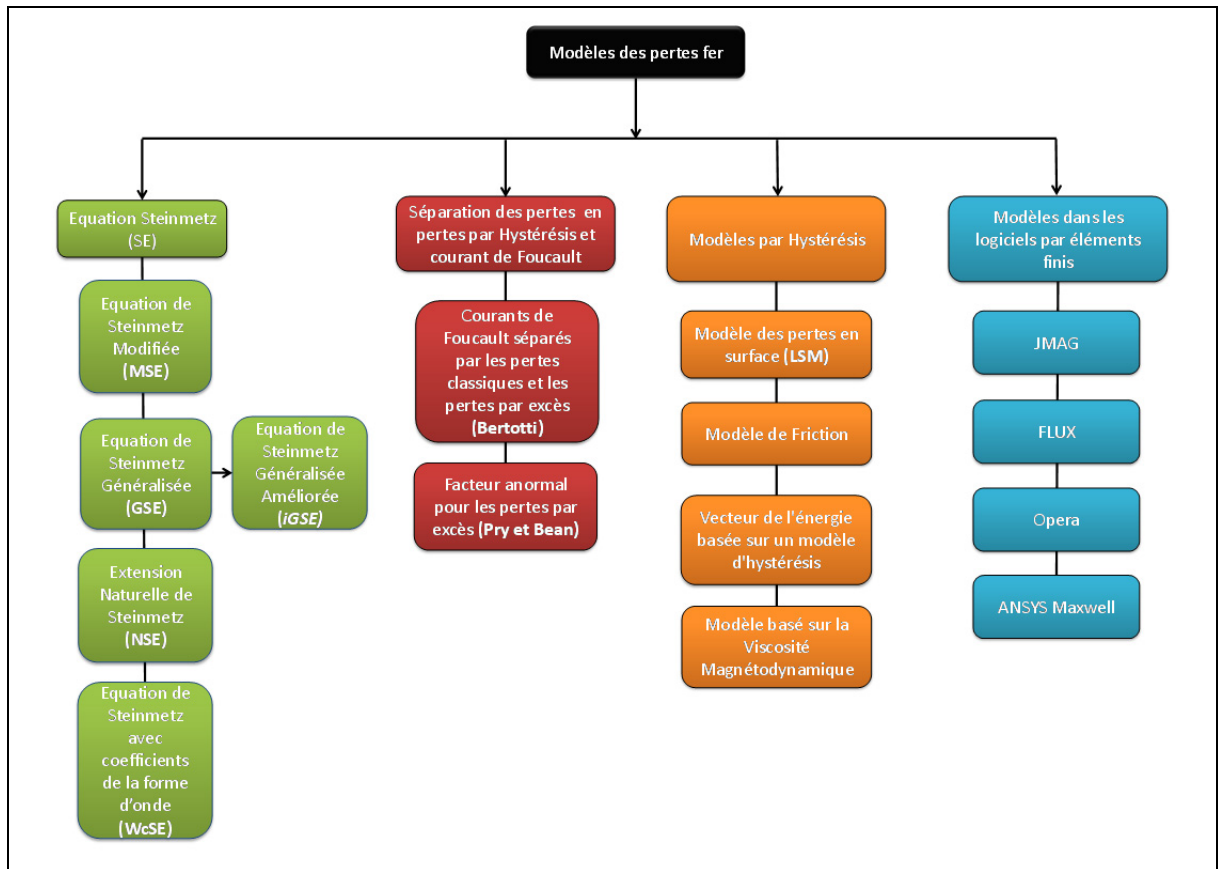 Modèles des pertes fer
Equation Steinmetz
(SE)
Equation de
Steinmetz
Modifiée
(MSE)
Equation de
Steinmetz
Généralisée
(GSE)
Equation de
Steinmetz
Généralisée
Améliorée
(iGSE)
Extension
Naturelle de
Steinmetz
(NSE)
Equation de
Steinmetz
avec
coefficients
de la forme
d'onde
(WcSE)
Séparation des pertes en
pertes par Hystérésis et
courant de Foucault
Courants de
Foucault séparés
par les pertes
classiques et les
pertes par excès
(Bertotti)
Facteur anormal
pour les pertes par
excès (Pry et Bean)
Modèles par Hystérésis
Modèle des pertes en
surface (LSM)
Modèle de Friction
Vecteur de l'énergie
basée sur un modèle
d'hystérésis
Modèle basé sur la
Viscosité
Magnétodynamique
Modèles dans les
logiciels par éléments
finis
JMAG
FLUX
Opera
ANSYS Maxwell